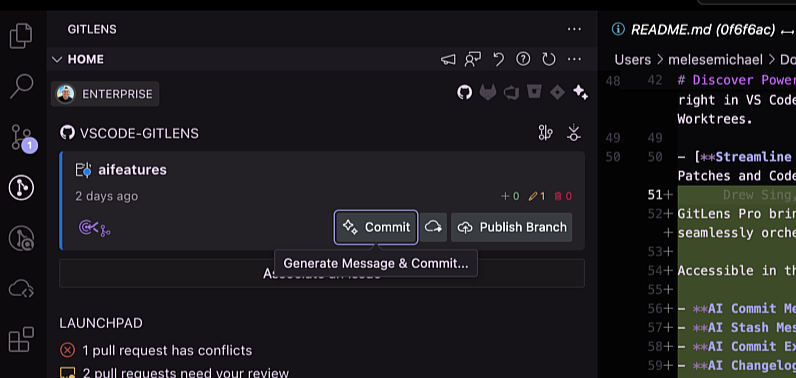 GITLENS
HOME
ENTERPRISE
VSCODE-GITLENS
aifeatures
2 days ago
+0 1 0
1
Commit
Publish Branch
Generate Message & Commit...
LAUNCHPAD
1 pull request has conflicts
2 pull requests need your review
README.md (0f6f6ac) ↔
Users > melesemichael > Do
48 42 # Discover Power
right in VS Code
Worktrees.
49 49
50 50 - [**Streamline
Patches and Code
51+ Drew Sing,
52+ GitLens Pro brin
+ seamlessly orche
53+
54+ Accessible in th
55+
56+ - **AI Commit Me
57+ - **AI Stash Mes
58+ - **AI Commit Ex
59+ - **AI Changelog